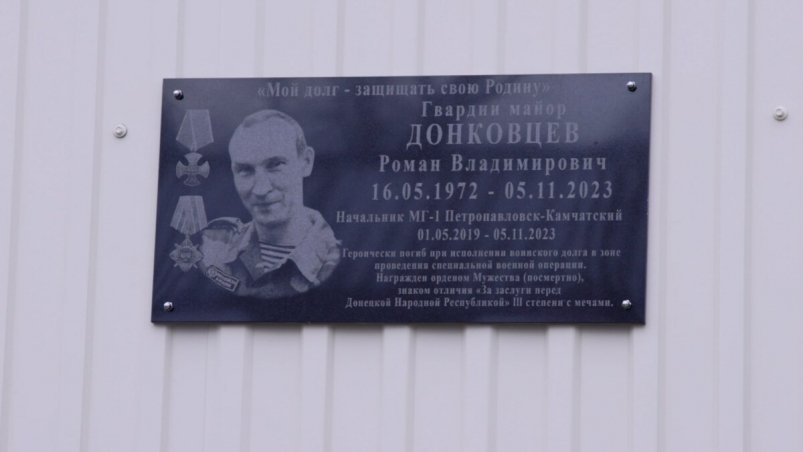 «Мой долг - защищать свою Родину»
Гвардии майор
ДОНКОВЦЕВ
Роман Владимирович
16.05.1972 - 05.11.2023
Начальник МГ-1 Петропавловск-Камчатский
01.05.2019 - 05.11.2023
Героически погиб при исполнении воинского долга в зоне
проведения специальной военной операции.
Награжден орденом Мужества (посмертно),
знаком отличия «За заслуги перед
Донецкой Народной Республикой» III степени с мечами.